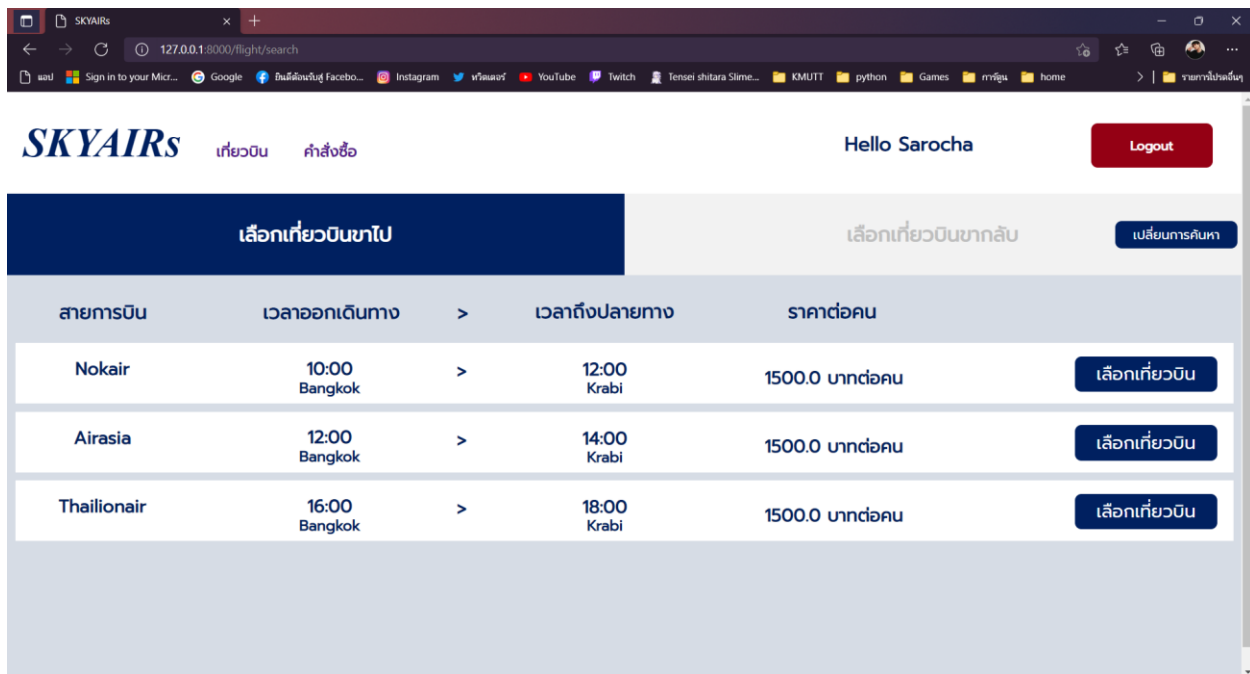 SKYAIRs
127.0.0.1:8000/flight/search
แอป Sign in to your Micr... Google ยินดีต้อนรับสู่ Facebo... Instagram ทวิตเตอร์ YouTube Twitch Tensei shitara Slime... KMUTT python Games การ์ตูน home รายการโปรดอื่นๆ
SKYAIRs เที่ยวบิน คำสั่งซื้อ Hello Sarocha Logout
เลือกเที่ยวบินขาไป เลือกเที่ยวบินขากลับ เปลี่ยนการค้นหา
สายการบิน เวลาออกเดินทาง > เวลาถึงปลายทาง ราคาต่อคน
Nokair 10:00 > 12:00 1500.0 บาทต่อคน เลือกเที่ยวบิน
Bangkok Krabi
Airasia 12:00 > 14:00 1500.0 บาทต่อคน เลือกเที่ยวบิน
Bangkok Krabi
Thailionair 16:00 > 18:00 1500.0 บาทต่อคน เลือกเที่ยวบิน
Bangkok Krabi